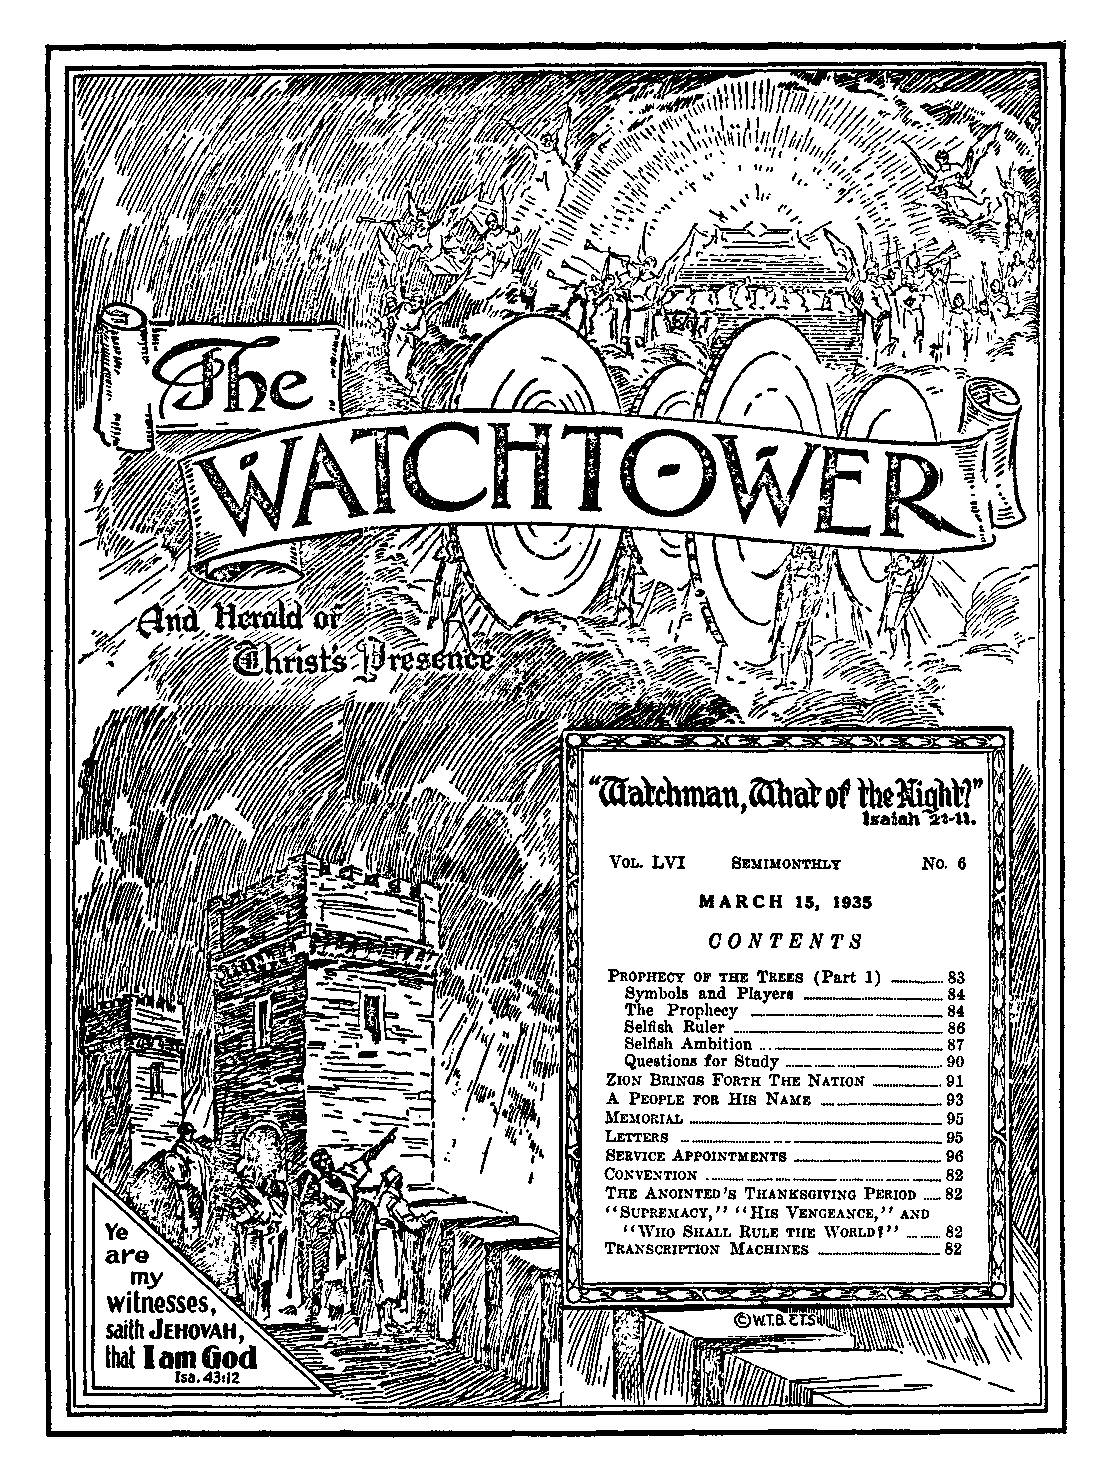 The
WATCHTOWER
And Herald of
Christ's Presence
"Watchman, What of the Night?"
Isaiah 21-11.
VOL. LVI SEMIMONTHLY No. 6
MARCH 15, 1935
CONTENTS
PROPHECY OF THE TREES (Part 1) 83
Symbols and Players 84
The Prophecy 84
Selfish Ruler 86
Selfish Ambition 87
Questions for Study 90
ZION BRINGS FORTH THE NATION 91
A PEOPLE FOR HIS NAME 93
MEMORIAL 95
LETTERS 95
SERVICE APPOINTMENTS 96
CONVENTION 82
THE ANOINTED'S THANKSGIVING PERIOD 82
"SUPREMACY," "HIS VENGEANCE," AND
"WHO SHALL RULE THE WORLD?" 82
TRANSCRIPTION MACHINES 82
©W.T.B.&T.S
Ye
are
my
witnesses,
saith JEHOVAH,
that I am God
Isa. 43:12